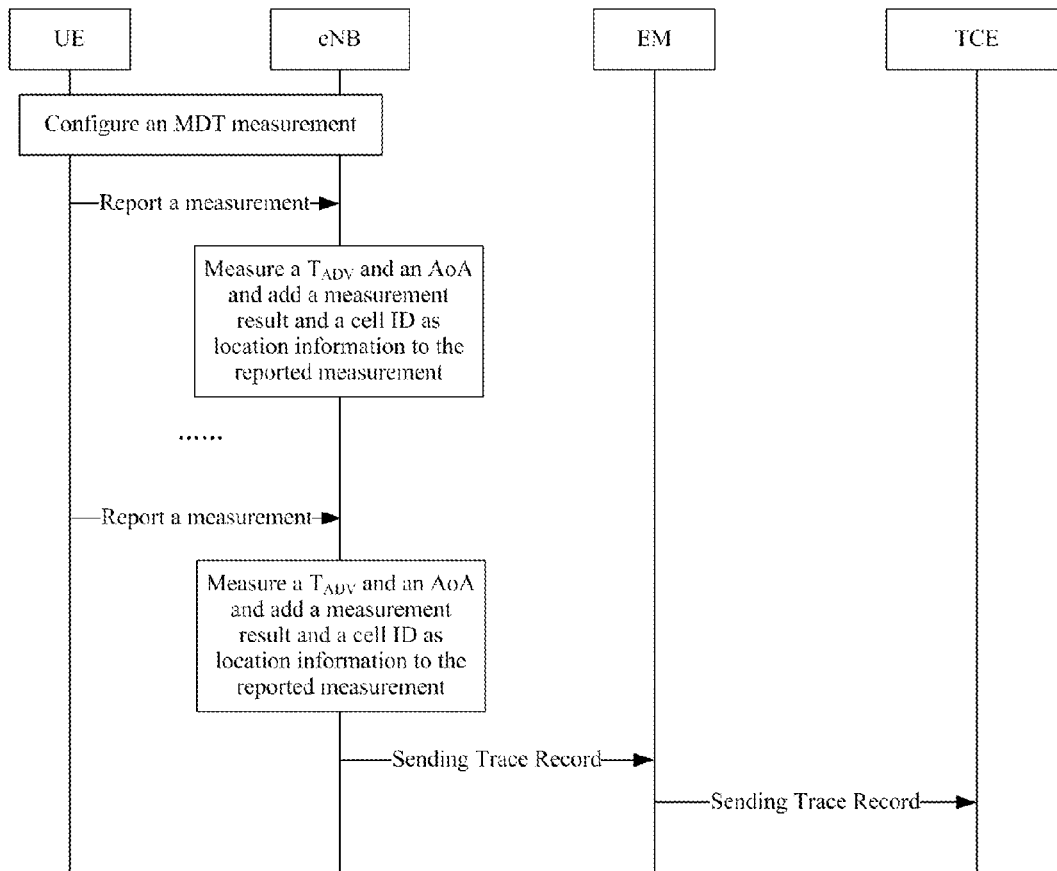 UE
eNB
EM
TCE
Configure an MDT measurement
Report a measurement
Measure a TADV and an AoA
and add a measurement
result and a cell ID as
location information to the
reported measurement
......
Report a measurement
Measure a TADV and an AoA
and add a measurement
result and a cell ID as
location information to the
reported measurement
Sending Trace Record
Sending Trace Record